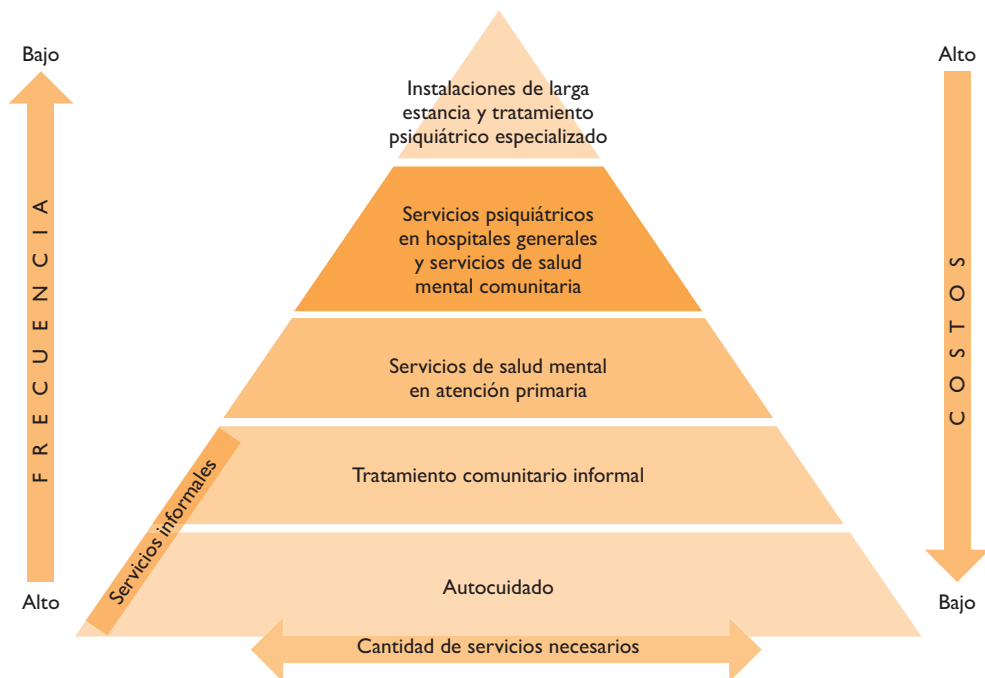 Bajo
Alto
Instalaciones de larga
estancia y tratamiento
psiquiátrico especializado
FRECUENCIA
Servicios psiquiátricos
en hospitales generales
y servicios de salud
mental comunitaria
COSTOS
Servicios de salud mental
en atención primaria
Servicios informales
Tratamiento comunitario informal
Autocuidado
Alto
Bajo
Cantidad de servicios necesarios